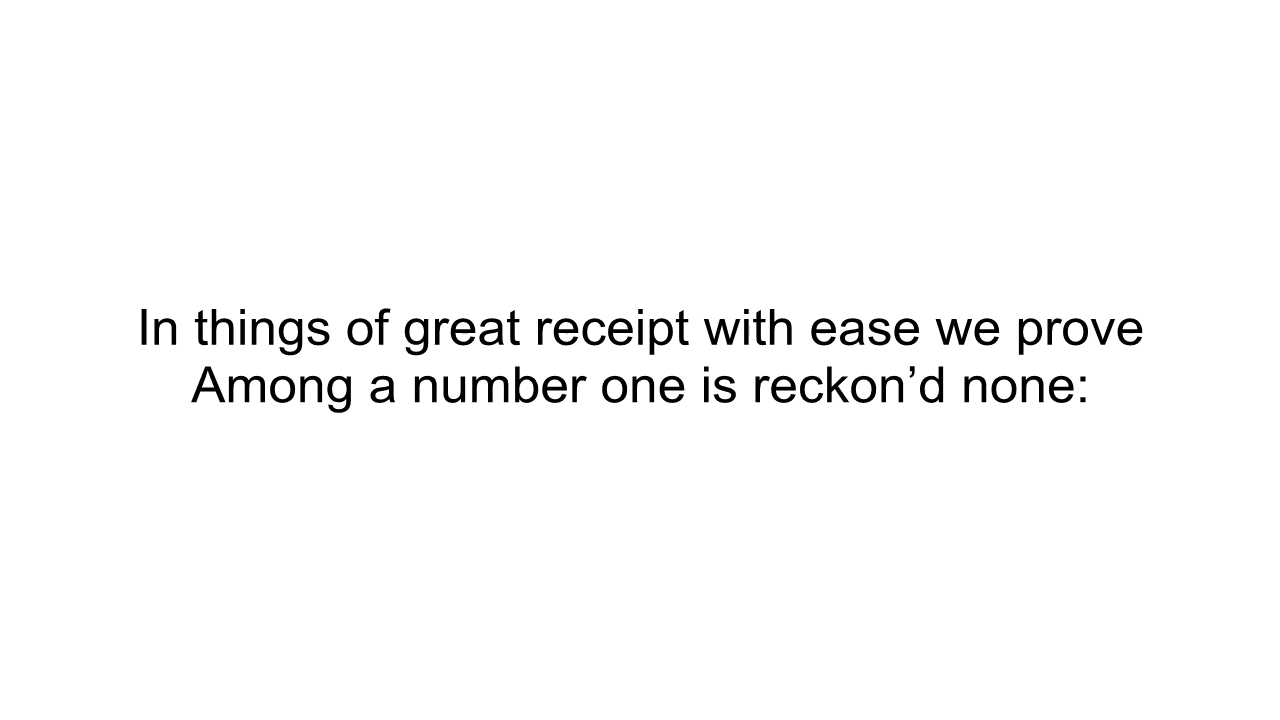 In things of great receipt with ease we prove
Among a number one is reckon’d none: